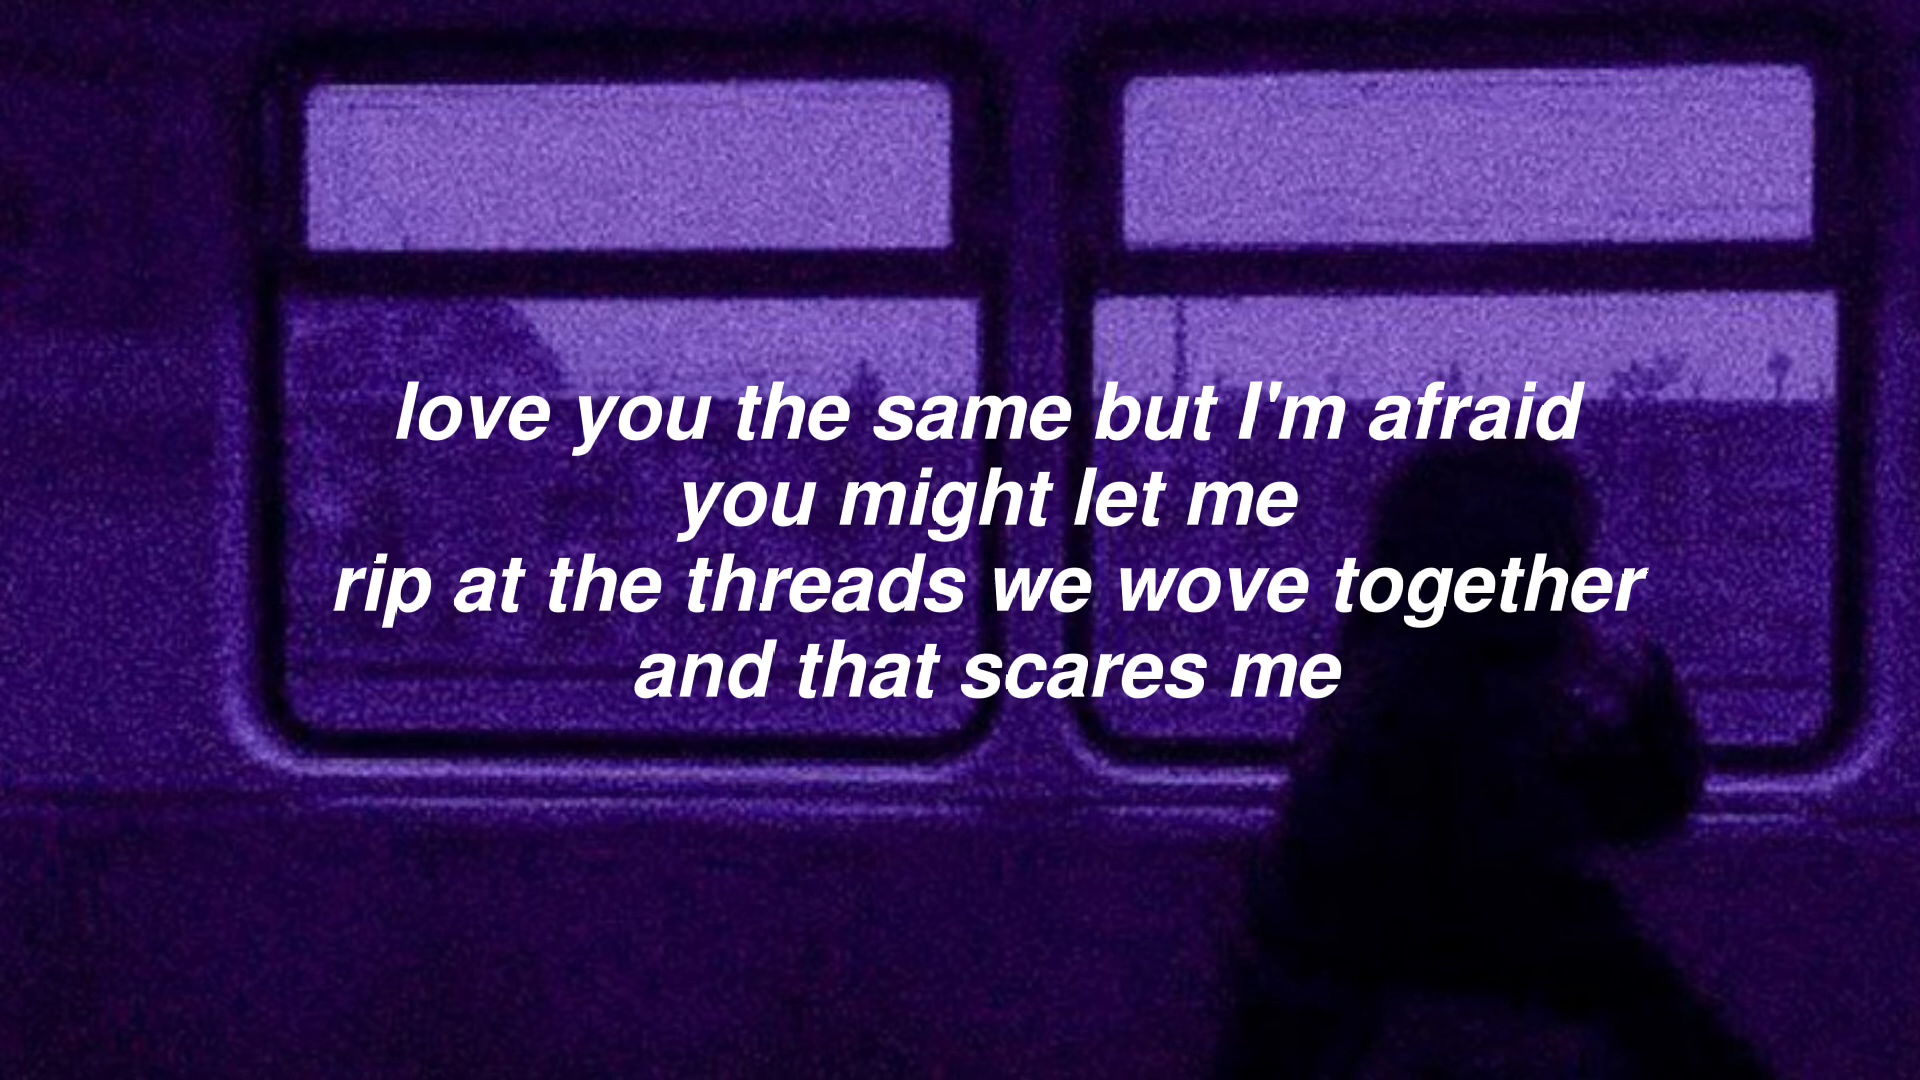 love you the same but I'm afraid
you might let me
rip at the threads we wove together
and that scares me